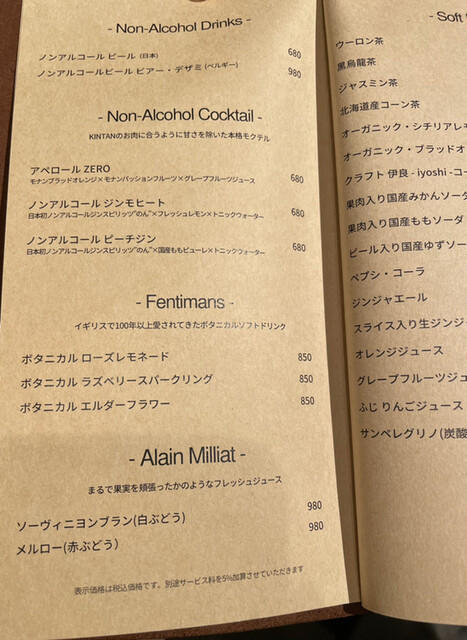 - Non-Alcohol Drinks -
ノンアルコール ビール (日本) 680
ノンアルコールビール ビアー・デザミ (ベルギー) 980
- Non-Alcohol Cocktail -
KINTANのお肉に合うように甘さを除いた本格モクテル
アペロール ZERO
モナンブラッドオレンジ×モナンパッションフルーツ×グレープフルーツジュース 680
ノンアルコール ジンモヒート
日本初ノンアルコールジンスピリッツ"のん"×フレッシュレモン×トニックウォーター 680
ノンアルコール ピーチジン
日本初ノンアルコールジンスピリッツ"のん"×国産ももピューレ×トニックウォーター 680
- Fentimans -
イギリスで100年以上愛されてきたボタニカルソフトドリンク
ボタニカル ローズレモネード 850
ボタニカル ラズベリースパークリング 850
ボタニカル エルダーフラワー 850
- Alain Milliat -
まるで果実を頬張ったかのようなフレッシュジュース
ソーヴィニヨンブラン(白ぶどう) 980
メルロー(赤ぶどう) 980
表示価格は税込価格です。別途サービス料を5%加算させていただきます
- Soft
ウーロン茶
黒烏龍茶
ジャスミン茶
北海道産コーン茶
オーガニック・シチリアレモ
オーガニック・ブラッドオ
クラフト 伊良 - iyoshi -コー
果肉入り国産みかんソーダ
果肉入り国産ももソーダ
ピール入り国産ゆずソー
ペプシ・コーラ
ジンジャエール
スライス入り生ジンジ
オレンジジュース
グレープフルーツジュ
ふじ りんごジュース
サンペレグリノ(炭酸